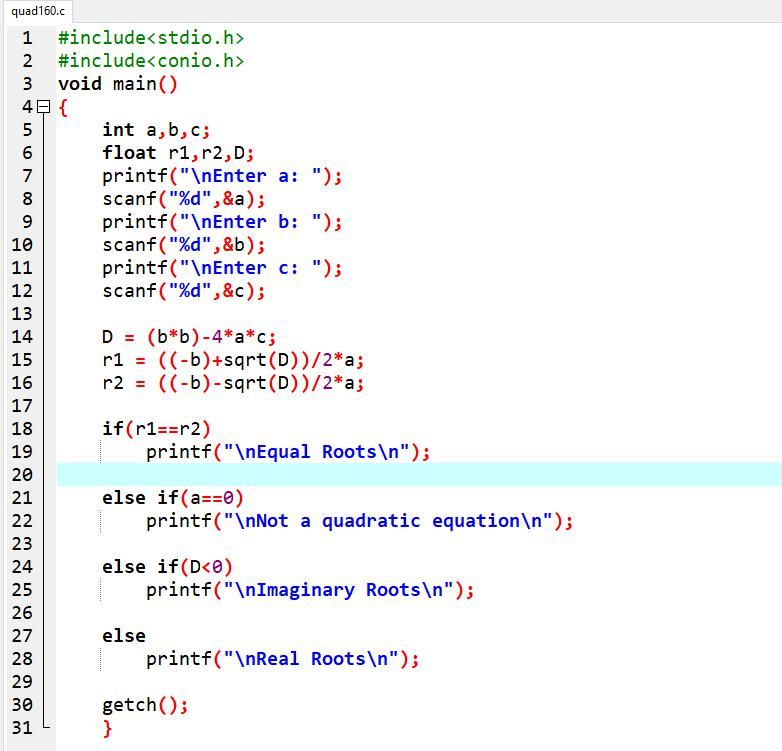 quad160.c
1 #include<stdio.h>
2 #include<conio.h>
3 void main()
4 {
5 int a,b,c;
6 float r1,r2,D;
7 printf("\nEnter a: ");
8 scanf("%d",&a);
9 printf("\nEnter b: ");
10 scanf("%d",&b);
11 printf("\nEnter c: ");
12 scanf("%d",&c);
13
14 D = (b*b)-4*a*c;
15 r1 = ((-b)+sqrt(D))/2*a;
16 r2 = ((-b)-sqrt(D))/2*a;
17
18 if(r1==r2)
19 printf("\nEqual Roots\n");
20
21 else if(a==0)
22 printf("\nNot a quadratic equation\n");
23
24 else if(D<0)
25 printf("\nImaginary Roots\n");
26
27 else
28 printf("\nReal Roots\n");
29
30 getch();
31 }